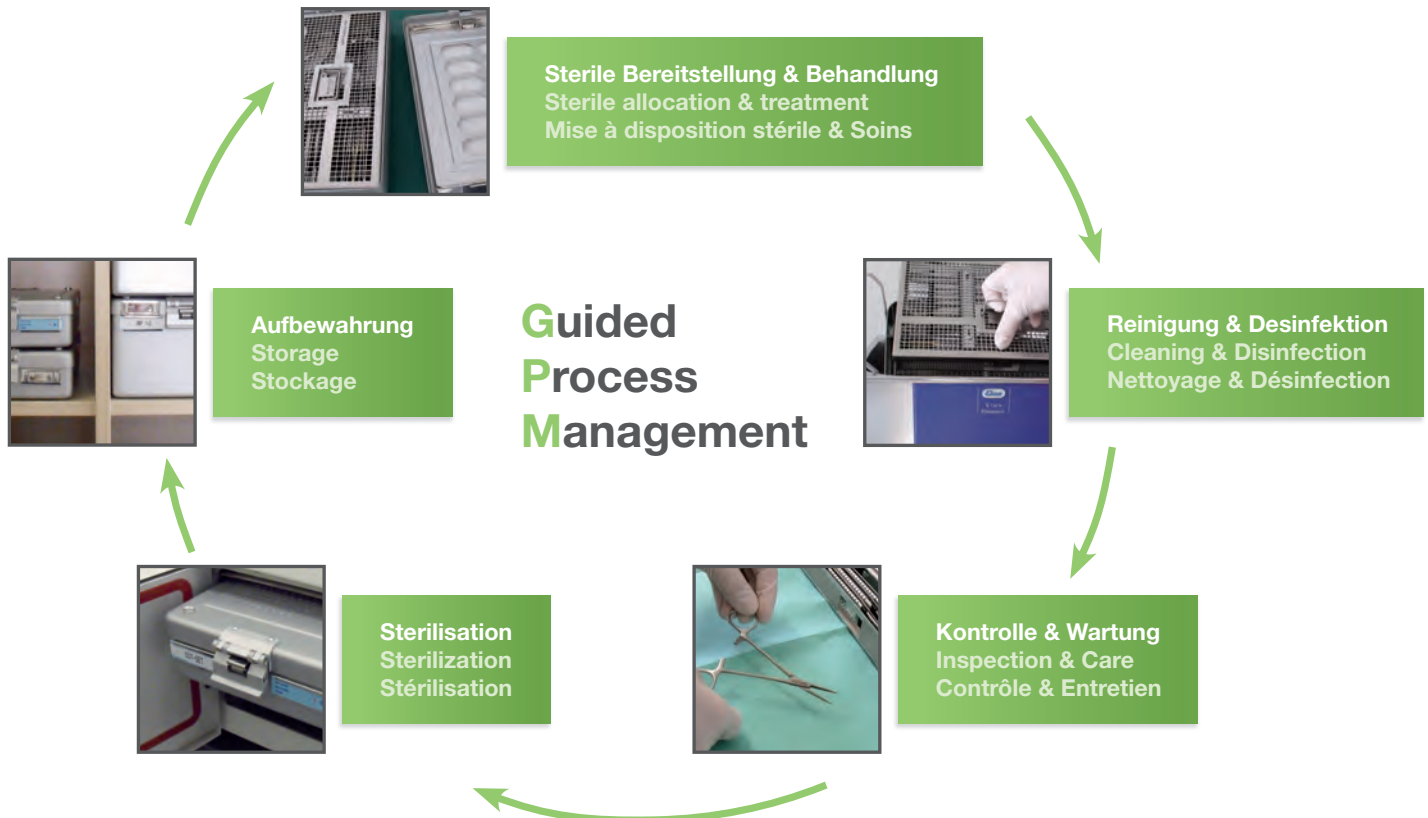 Sterile Bereitstellung & Behandlung
Sterile allocation & treatment
Mise à disposition stérile & Soins
Aufbewahrung
Storage
Stockage
Guided
Process
Management
Reinigung & Desinfektion
Cleaning & Disinfection
Nettoyage & Désinfection
Sterilisation
Sterilization
Stérilisation
Kontrolle & Wartung
Inspection & Care
Contrôle & Entretien